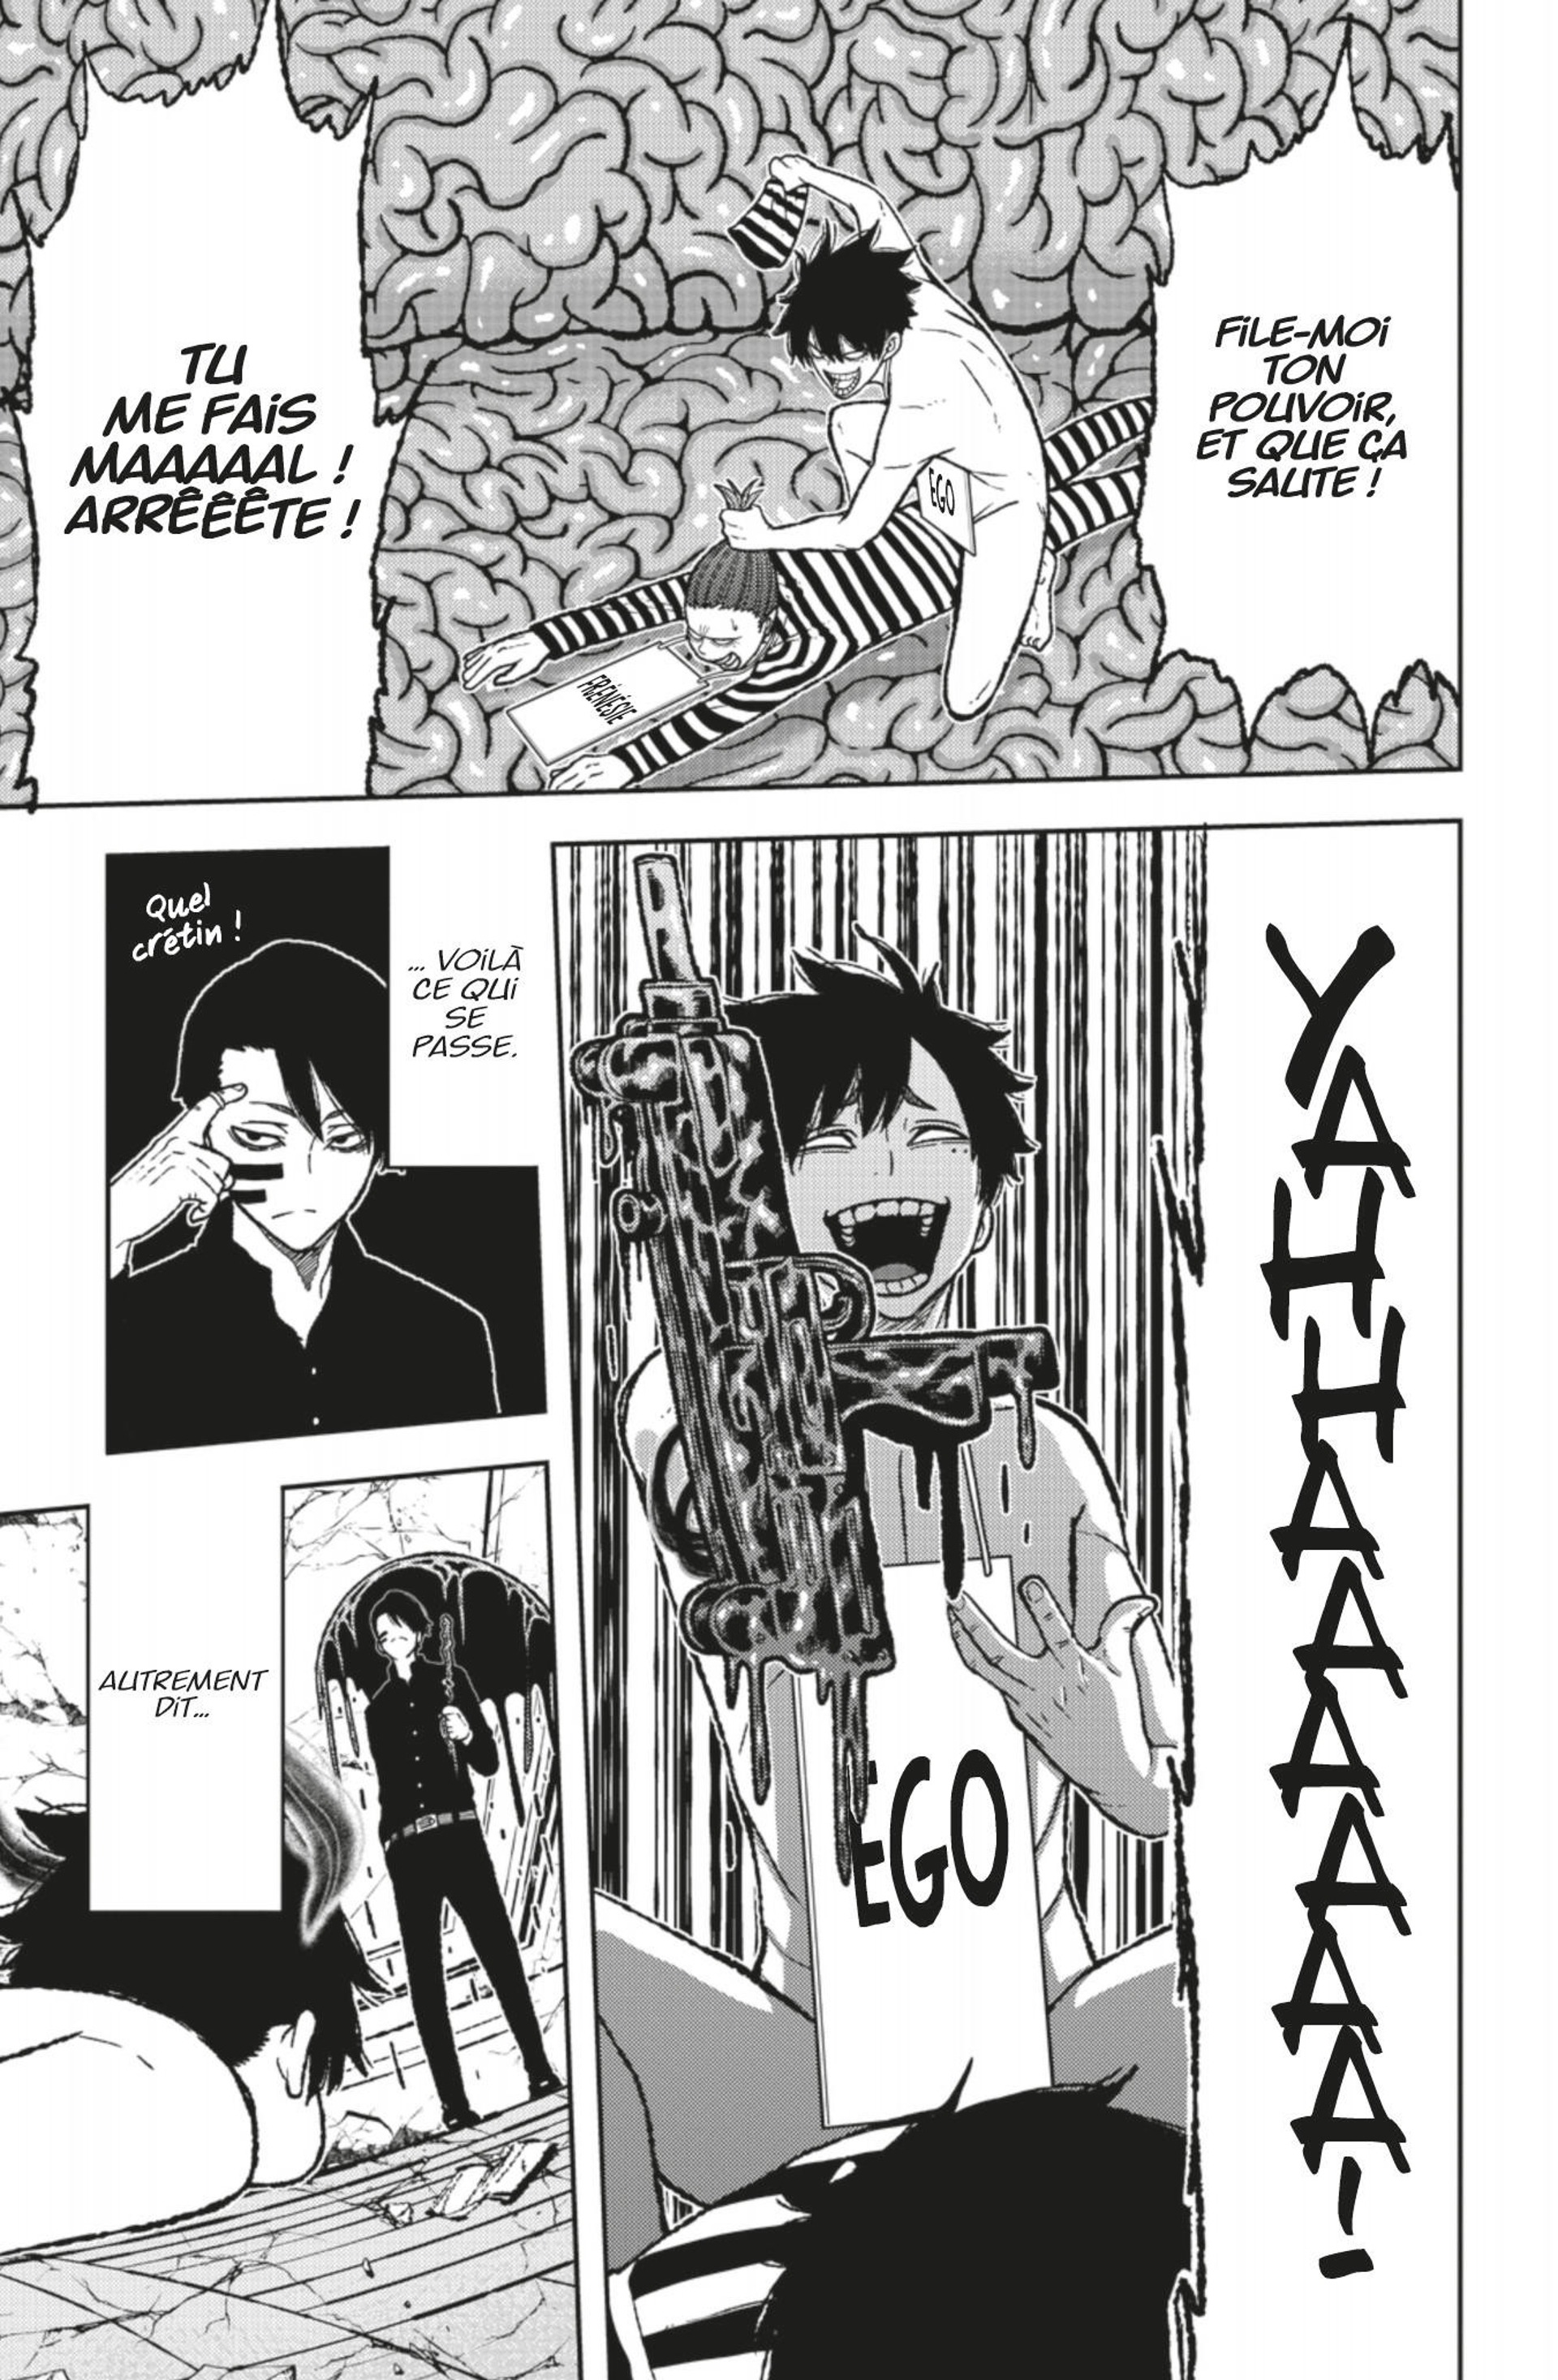 FILE-MOI
TON
POUVOIR,
ET QUE ÇA
SAUTE !
EGO
FRÉNÉSIE
TU
ME FAIS
MAAAAAL !
ARRÊÊÊTE !
YAHHAAAAAAA !
EGO
... VOILÀ
CE QUI
SE
PASSE.
Quel
crétin !
AUTREMENT
DIT...